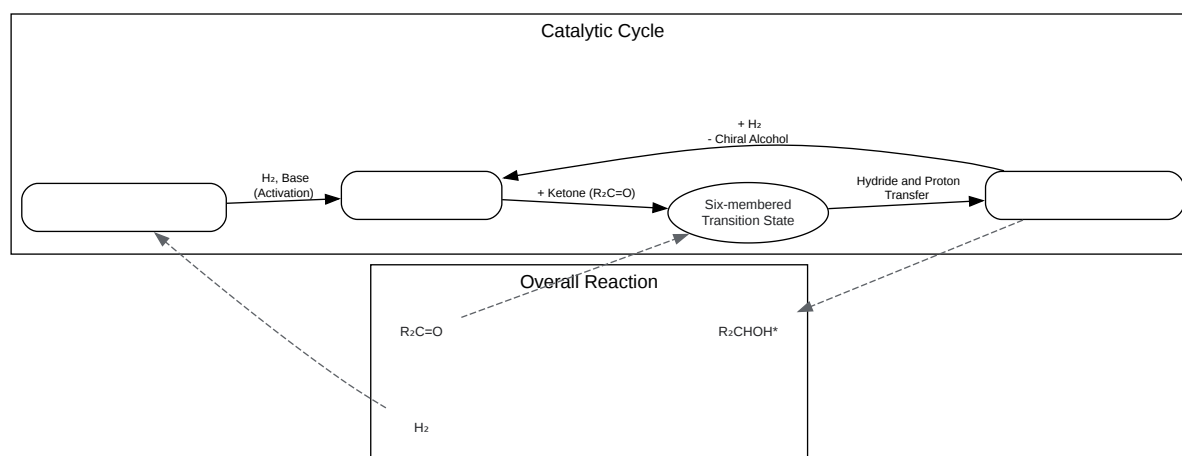 Catalytic Cycle
+ H₂
- Chiral Alcohol
H₂, Base
(Activation)
+ Ketone (R₂C=O)
Six-membered
Transition State
Hydride and Proton
Transfer
Overall Reaction
R₂C=O
R₂CHOH*
H₂